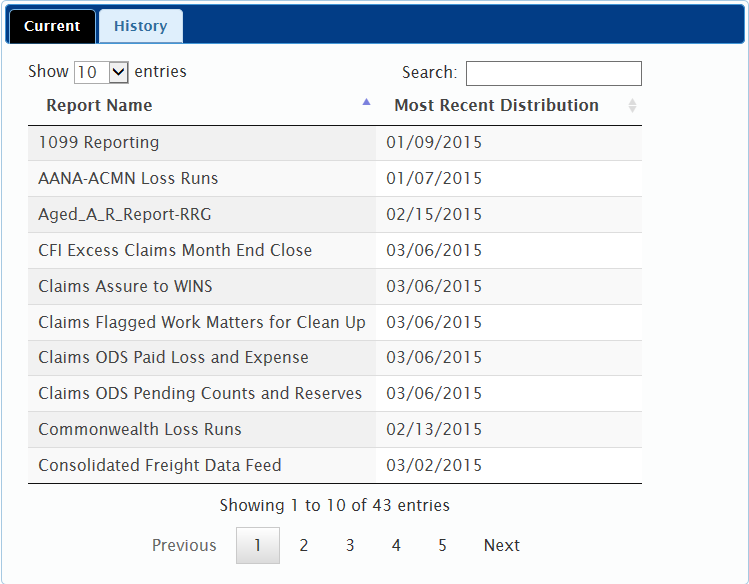 Current History
Show 10 entries Search:
Report Name Most Recent Distribution
1099 Reporting 01/09/2015
AANA-ACMN Loss Runs 01/07/2015
Aged_A_R_Report-RRG 02/15/2015
CFI Excess Claims Month End Close 03/06/2015
Claims Assure to WINS 03/06/2015
Claims Flagged Work Matters for Clean Up 03/06/2015
Claims ODS Paid Loss and Expense 03/06/2015
Claims ODS Pending Counts and Reserves 03/06/2015
Commonwealth Loss Runs 02/13/2015
Consolidated Freight Data Feed 03/02/2015
Showing 1 to 10 of 43 entries
Previous 1 2 3 4 5 Next